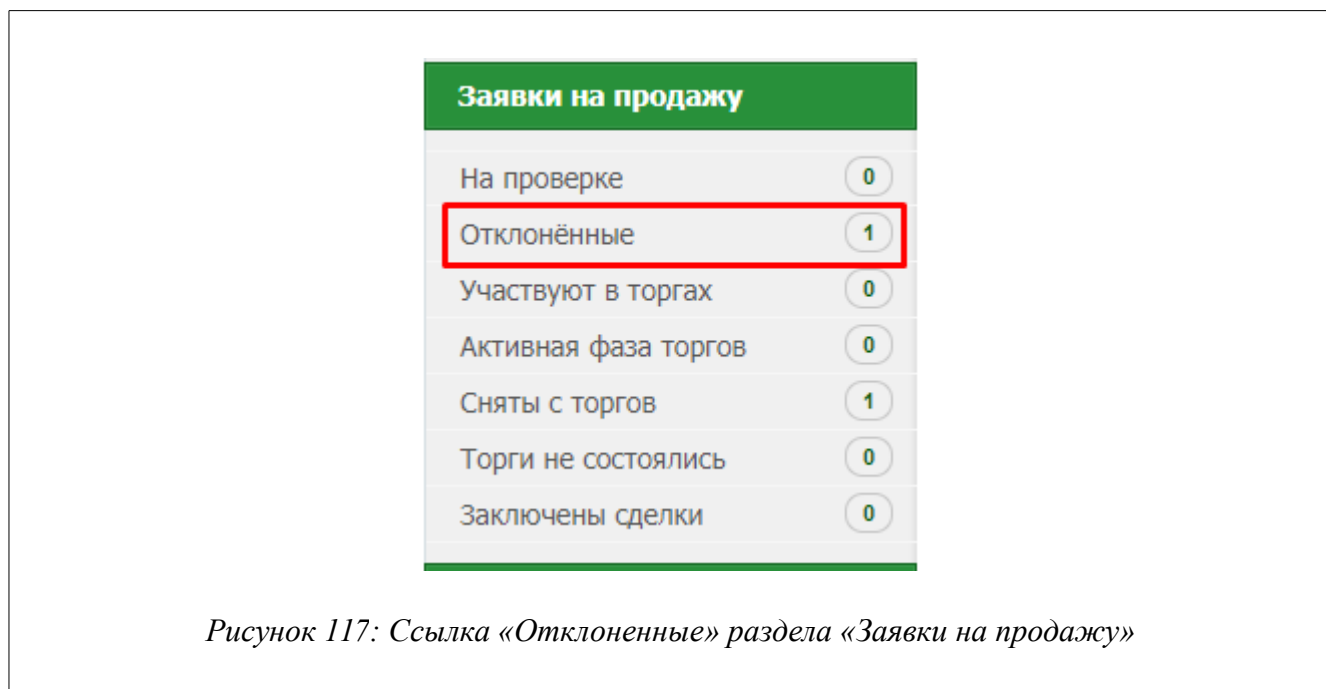 Заявки на продажу
На проверке 0
Отклонённые 1
Участвуют в торгах 0
Активная фаза торгов 0
Сняты с торгов 1
Торги не состоялись 0
Заключены сделки 0
Рисунок 117: Ссылка «Отклоненные» раздела «Заявки на продажу»